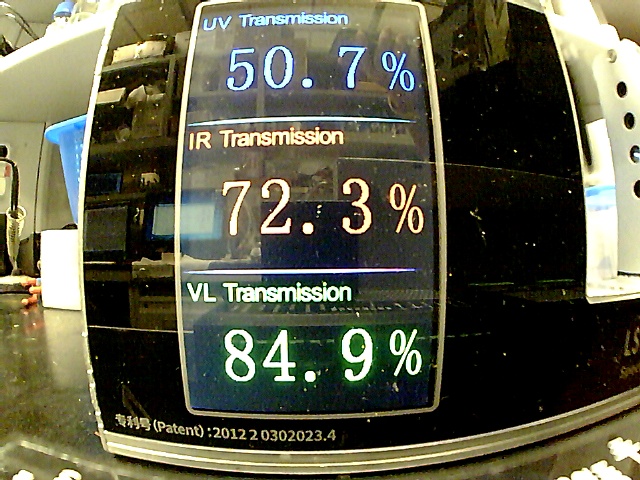 UV Transmission
50.7%
IR Transmission
72.3%
VL Transmission
84.9%
专利号(Patent):2012 2 0302023.4
LS